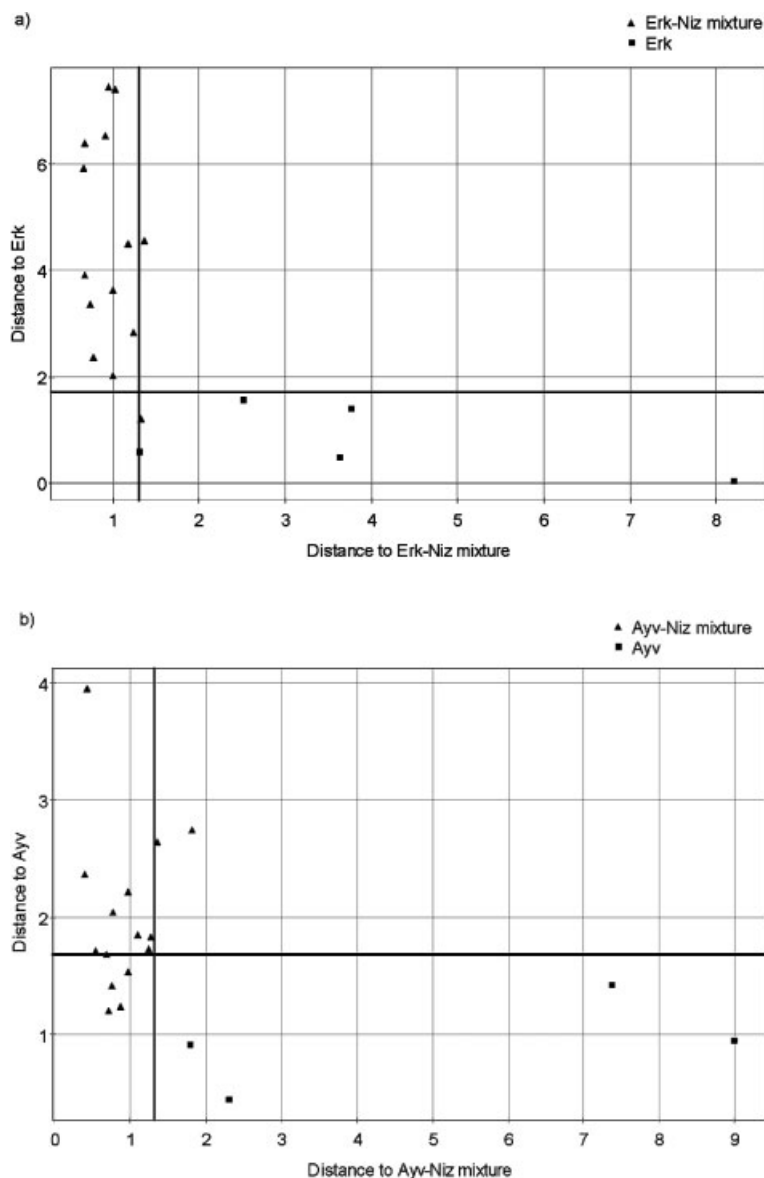 a)
▲ Erk-Niz mixture
■ Erk
Distance to Erk
6
4
2
0
1 2 3 4 5 6 7 8
Distance to Erk-Niz mixture
b)
▲ Ayv-Niz mixture
■ Ayv
Distance to Ayv
4
3
2
1
0 1 2 3 4 5 6 7 8 9
Distance to Ayv-Niz mixture